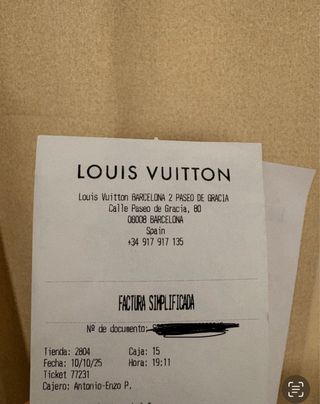 LOUIS VUITTON
Louis Vuitton BARCELONA 2 PASEO DE GRACIA
Calle Paseo de Gracia, 80
08008 BARCELONA
Spain
+34 917 917 135
FACTURA SIMPLIFICADA
Nº de documento:
Tienda: 2804 Caja: 15
Fecha: 10/10/25 Hora: 19:11
Ticket 77231
Cajero: Antonio-Enzo P.